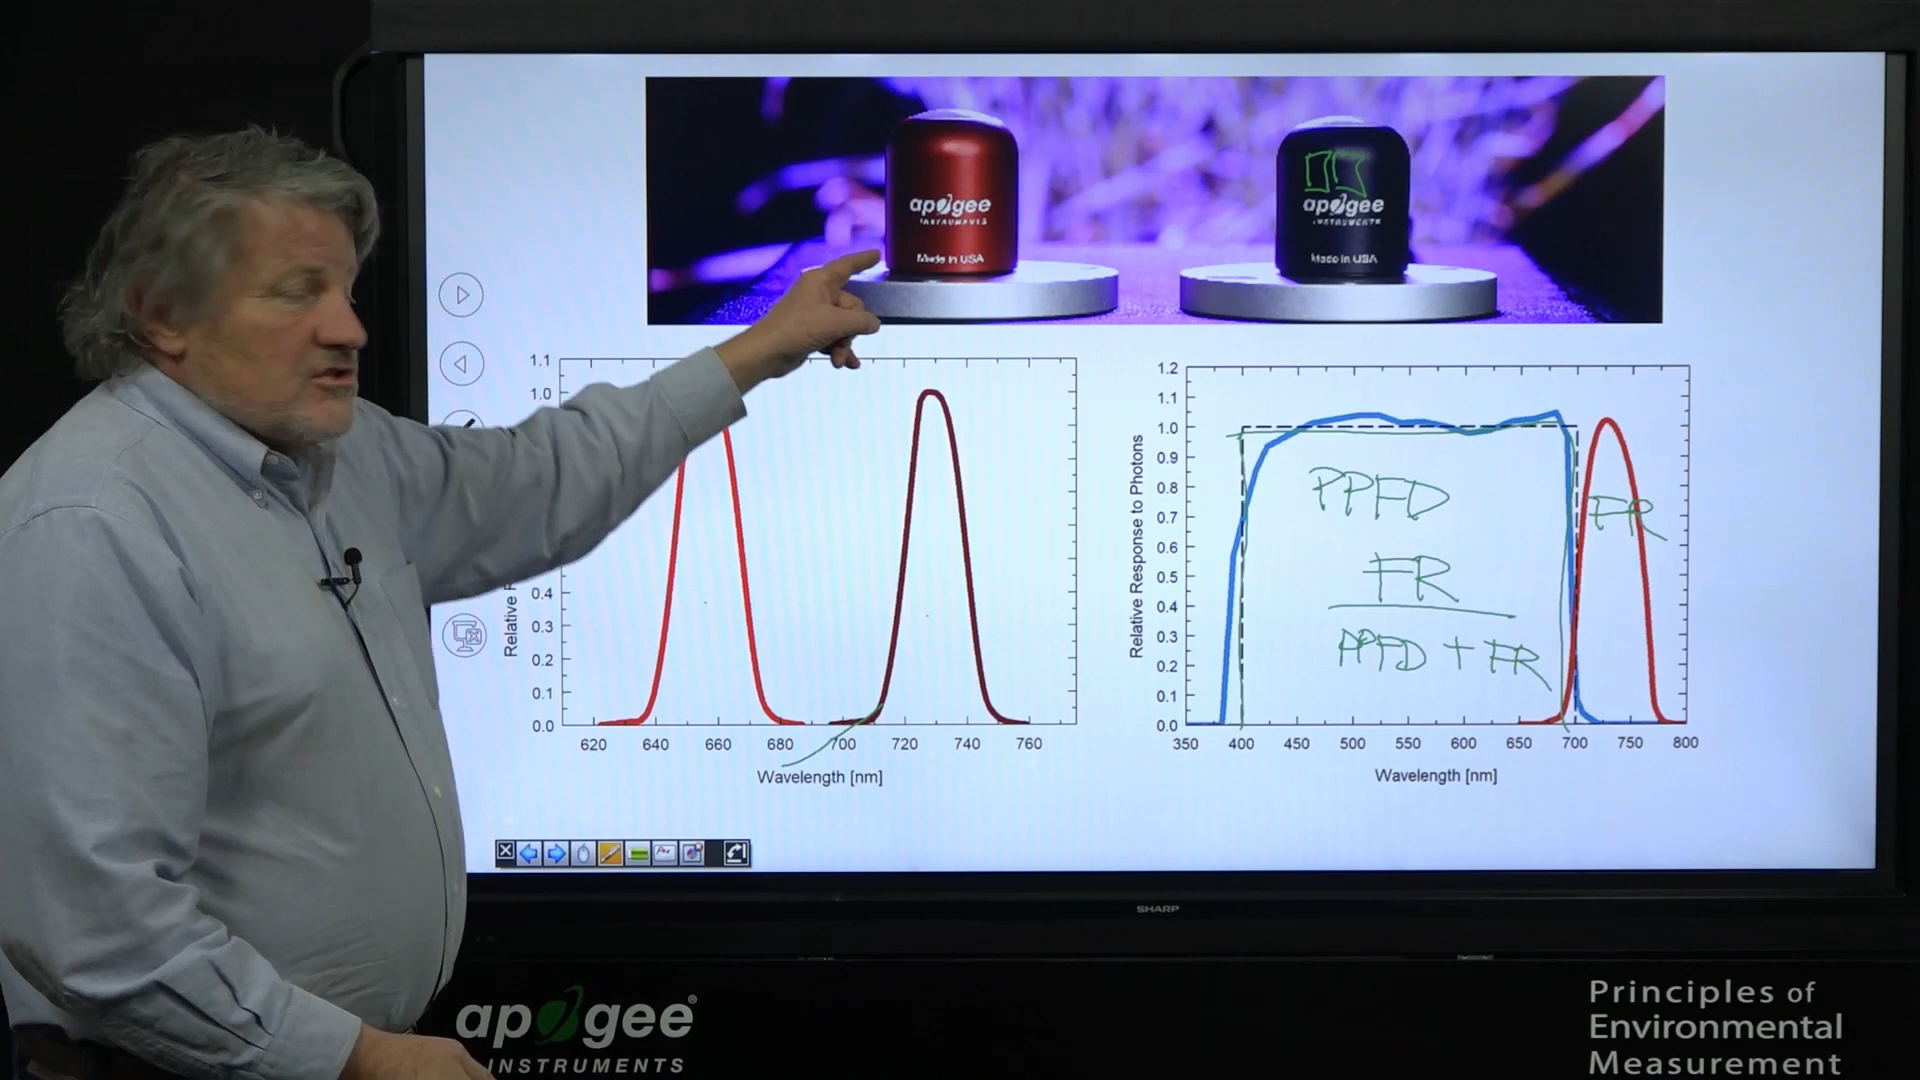 apogee
INSTRUMENTS
Made in USA
apogee
INSTRUMENTS
Made in USA
1.1
1.0
0.4
0.3
0.2
0.1
0.0
620 640 660 680 700 720 740 760
Wavelength [nm]
1.2
1.1
1.0
0.9
0.8
0.7
0.6
0.5
0.4
0.3
0.2
0.1
0.0
Relative Response to Photons
350 400 450 500 550 600 650 700 750 800
Wavelength [nm]
PPFD
FR
FR
PPFD + FR
Relative
SHARP
apogee®
INSTRUMENTS
Principles of
Environmental
Measurement